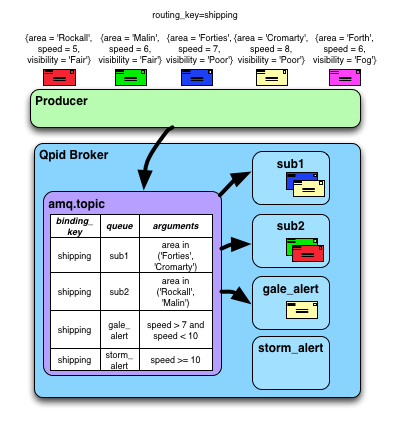 routing_key=shipping
{area = 'Rockall', speed = 5, visibility = 'Fair'}
{area = 'Malin', speed = 6, visibility = 'Fair'}
{area = 'Forties', speed = 7, visibility = 'Poor'}
{area = 'Cromarty', speed = 8, visibility = 'Poor'}
{area = 'Forth', speed = 6, visibility = 'Fog'}
Producer
Qpid Broker
amq.topic
binding_key queue arguments
shipping sub1 area in ('Forties', 'Cromarty')
shipping sub2 area in ('Rockall', 'Malin')
shipping gale_alert speed > 7 and speed < 10
shipping storm_alert speed >= 10
sub1
sub2
gale_alert
storm_alert